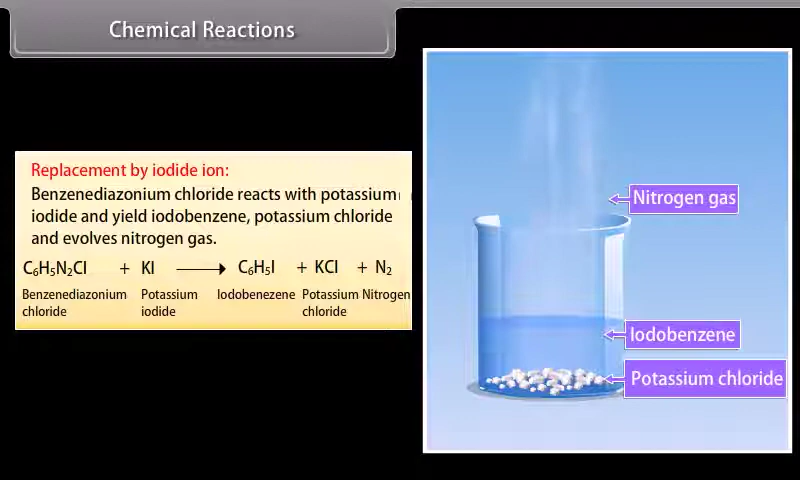 Chemical Reactions
Replacement by iodide ion:
Benzenediazonium chloride reacts with potassium
iodide and yield iodobenzene, potassium chloride
and evolves nitrogen gas.
C₆H₅N₂Cl + KI ⟶ C₆H₅I + KCl + N₂
Benzenediazonium Potassium Iodobenezene Potassium Nitrogen
chloride iodide chloride
Nitrogen gas
Iodobenzene
Potassium chloride